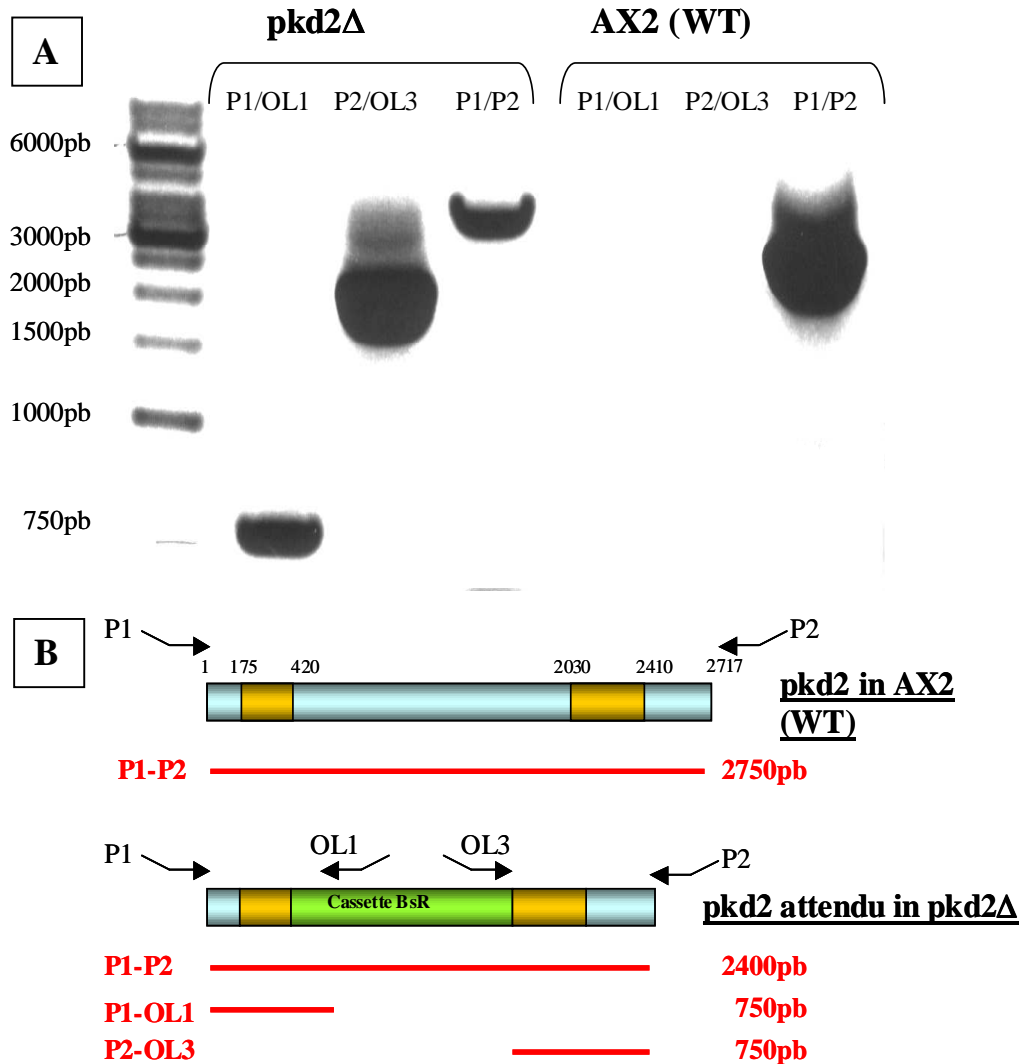 A
pkd2Δ AX2 (WT)
P1/OL1 P2/OL3 P1/P2 P1/OL1 P2/OL3 P1/P2
6000pb
3000pb
2000pb
1500pb
1000pb
750pb
B
P1 P2
1 175 420 2030 2410 2717
pkd2 in AX2
(WT)
P1-P2 2750pb
P1 OL1 OL3 P2
Cassette BsR
pkd2 attendu in pkd2Δ
P1-P2 2400pb
P1-OL1 750pb
P2-OL3 750pb